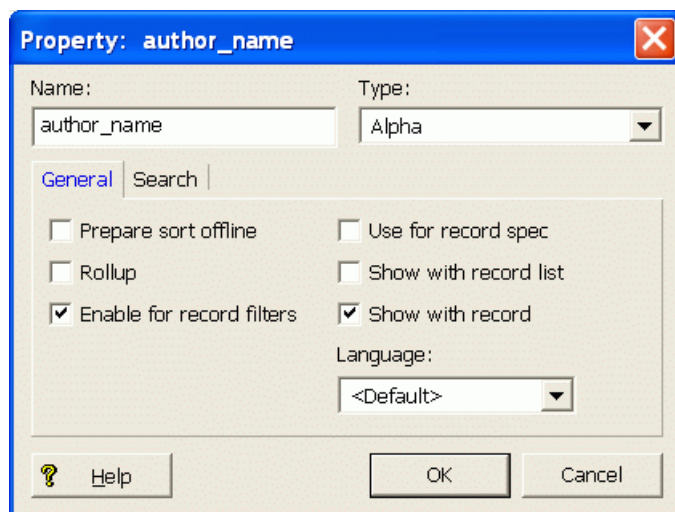 Property: author_name
Name:
Type:
author_name
Alpha
General
Search
Prepare sort offline
Use for record spec
Rollup
Show with record list
Enable for record filters
Show with record
Language:
<Default>
? Help
OK
Cancel